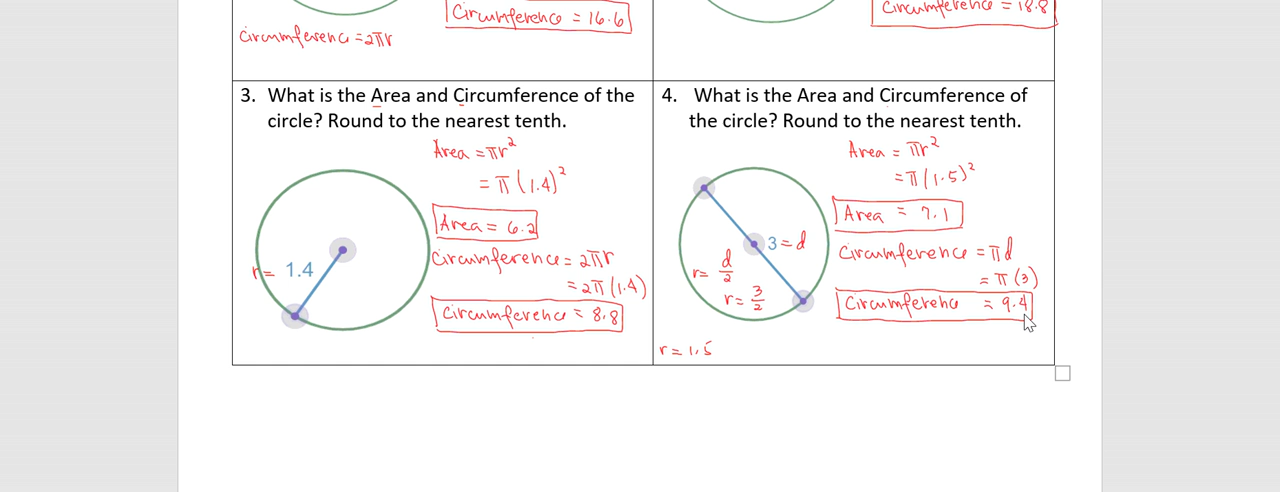 Circumference = 16.6
Circumference = 2πr
Circumference = 18.8
3. What is the Area and Circumference of the
circle? Round to the nearest tenth.
Area = πr²
= π(1.4)²
Area = 6.2
r = 1.4
Circumference = 2πr
= 2π(1.4)
Circumference = 8.8
4. What is the Area and Circumference of
the circle? Round to the nearest tenth.
Area = πr²
= π(1.5)²
Area = 7.1
3 = d
r = d/2
r = 3/2
r = 1.5
Circumference = πd
= π(3)
Circumference = 9.4